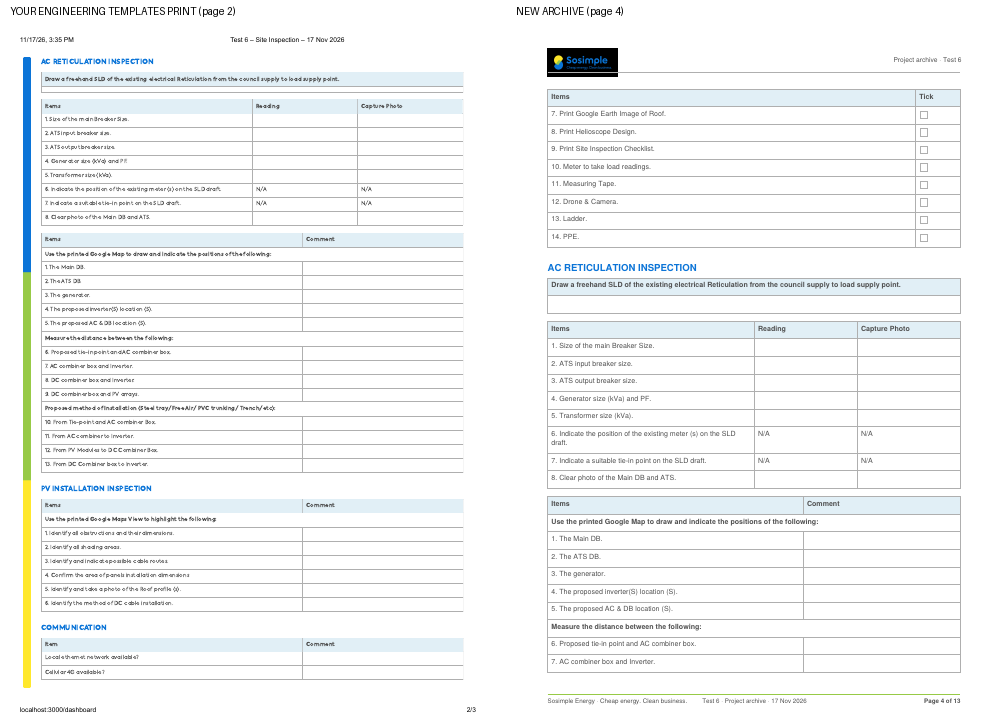 YOUR ENGINEERING TEMPLATES PRINT (page 2)
11/17/26, 3:35 PM
Test 6 – Site Inspection – 17 Nov 2026
AC RETICULATION INSPECTION
Draw a freehand SLD of the existing electrical Reticulation from the council supply to load supply point.
Items Reading Capture Photo
1. Size of the main Breaker Size.
2. ATS input breaker size.
3. ATS output breaker size.
4. Generator size (kVa) and PF.
5. Transformer size (kVa).
6. Indicate the position of the existing meter (s) on the SLD draft. N/A N/A
7. Indicate a suitable tie-in point on the SLD draft. N/A N/A
8. Clear photo of the Main DB and ATS.
Items Comment
Use the printed Google Map to draw and indicate the positions of the following:
1. The Main DB.
2. The ATS DB.
3. The generator.
4. The proposed inverter(S) location (S).
5. The proposed AC & DB location (S).
Measure the distance between the following:
6. Proposed tie-in point and AC combiner box.
7. AC combiner box and Inverter.
8. DC combiner box and Inverter
9. DC combiner box and PV arrays.
Proposed method of Installation (Steel tray/ Free Air/ PVC trunking/ Trench/etc):
10. From Tie-point and AC combiner Box.
11. From AC combiner to Inverter.
12. From PV Modules to DC Combiner Box.
13. From DC Combiner box to Inverter.
PV INSTALLATION INSPECTION
Items Comment
Use the printed Google Maps View to highlight the following:
1. Identify all obstructions and their dimensions.
2. Identify all shading areas.
3. Identify and indicate possible cable routes.
4. Confirm the area of panels installation dimensions
5. Identify and take a photo of the Roof profile (s).
6. Identify the method of DC cable installation.
COMMUNICATION
Item Comment
Local ethernet network available?
Cellular 4G available?
localhost:3000/dashboard
2/3
NEW ARCHIVE (page 4)
Sosimple
Project archive · Test 6
Items Tick
7. Print Google Earth Image of Roof.
8. Print Helioscope Design.
9. Print Site Inspection Checklist.
10. Meter to take load readings.
11. Measuring Tape.
12. Drone & Camera.
13. Ladder.
14. PPE.
AC RETICULATION INSPECTION
Draw a freehand SLD of the existing electrical Reticulation from the council supply to load supply point.
Items Reading Capture Photo
1. Size of the main Breaker Size.
2. ATS input breaker size.
3. ATS output breaker size.
4. Generator size (kVa) and PF.
5. Transformer size (kVa).
6. Indicate the position of the existing meter (s) on the SLD N/A N/A
draft.
7. Indicate a suitable tie-in point on the SLD draft. N/A N/A
8. Clear photo of the Main DB and ATS.
Items Comment
Use the printed Google Map to draw and indicate the positions of the following:
1. The Main DB.
2. The ATS DB.
3. The generator.
4. The proposed inverter(S) location (S).
5. The proposed AC & DB location (S).
Measure the distance between the following:
6. Proposed tie-in point and AC combiner box.
7. AC combiner box and Inverter.
Sosimple Energy · Cheap energy. Clean business.
Test 6 · Project archive · 17 Nov 2026
Page 4 of 13